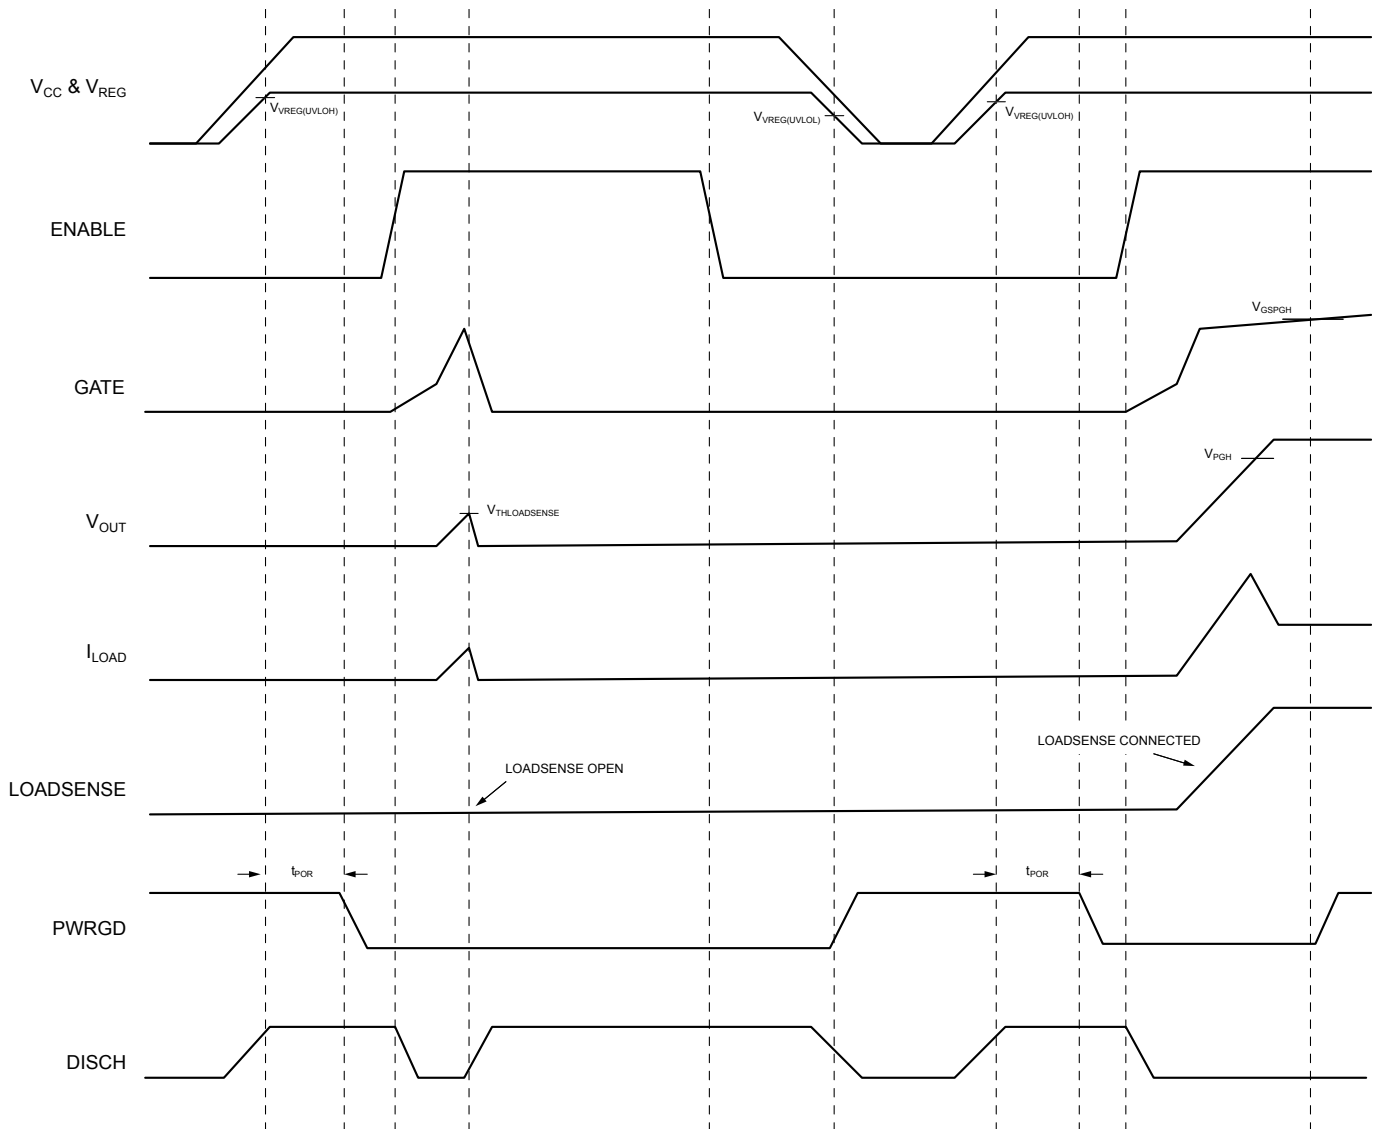 VCC & VREG
VVREG(UVLOH)
VVREG(UVLOL)
VVREG(UVLOH)
ENABLE
GATE
VGSPGH
VOUT
VTHLOADSENSE
VPGH
ILOAD
LOADSENSE
LOADSENSE OPEN
LOADSENSE CONNECTED
PWRGD
tPOR
tPOR
DISCH